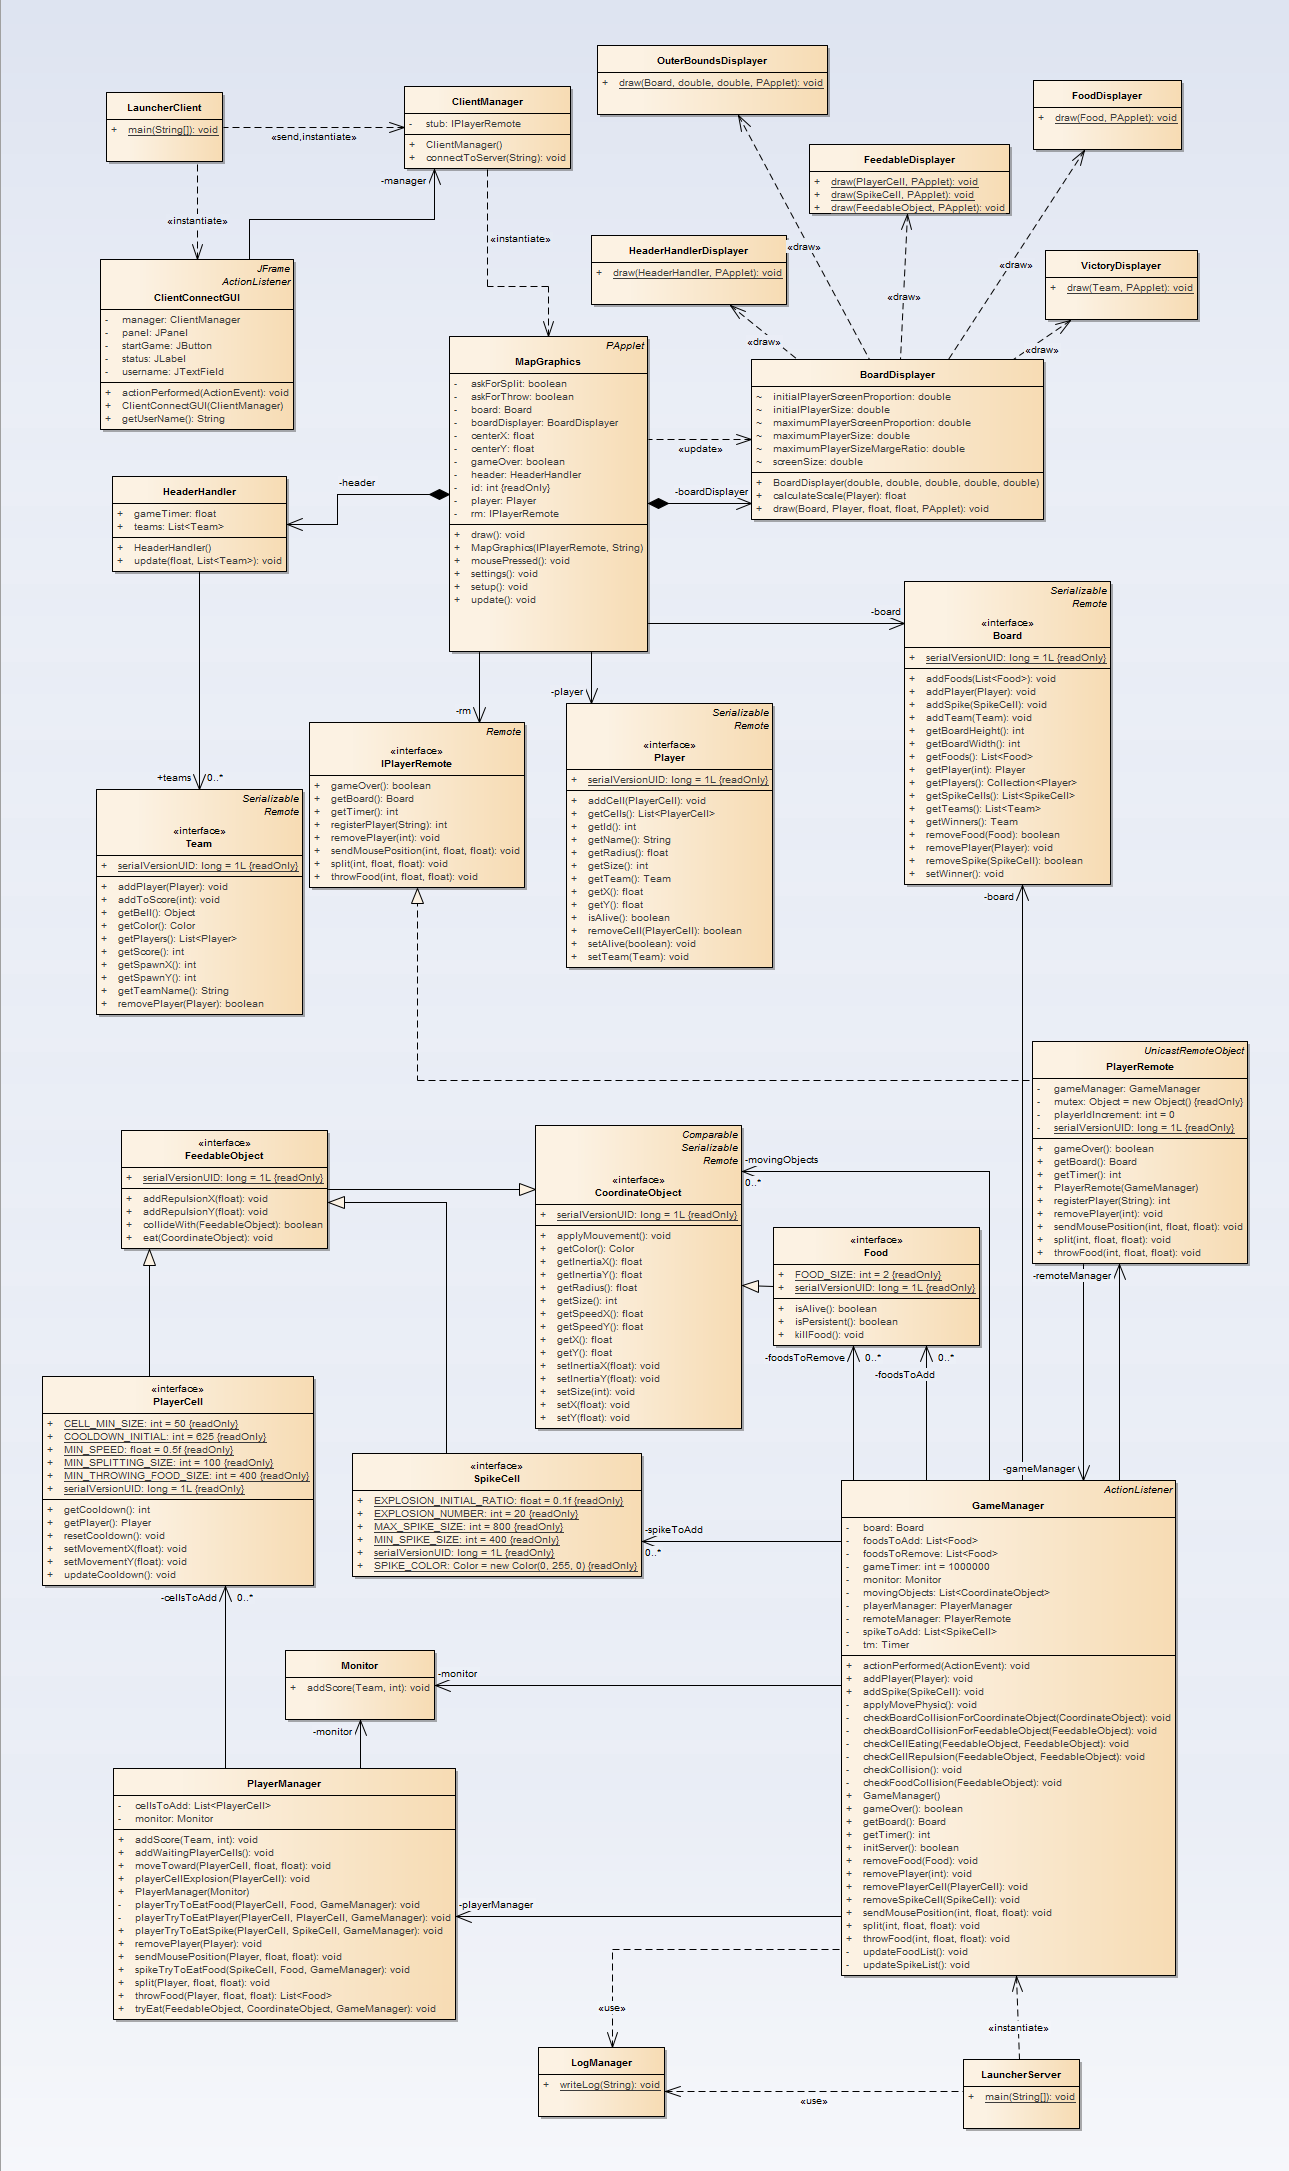 OuterBoundsDisplayer
+ draw(Board, double, double, PApplet): void
FoodDisplayer
+ draw(Food, PApplet): void
LauncherClient
+ main(String[]): void
«send,instantiate»
ClientManager
- stub: IPlayerRemote
+ ClientManager()
+ connectToServer(String): void
-manager
«instantiate»
«instantiate»
FeedableDisplayer
+ draw(PlayerCell, PApplet): void
+ draw(SpikeCell, PApplet): void
+ draw(FeedableObject, PApplet): void
HeaderHandlerDisplayer
+ draw(HeaderHandler, PApplet): void
VictoryDisplayer
+ draw(Team, PApplet): void
«draw»
«draw»
«draw»
«draw»
«draw»
JFrame
ActionListener
ClientConnectGUI
- manager: ClientManager
- panel: JPanel
- startGame: JButton
- status: JLabel
- username: JTextField
+ actionPerformed(ActionEvent): void
+ ClientConnectGUI(ClientManager)
+ getUserName(): String
PApplet
MapGraphics
- askForSplit: boolean
- askForThrow: boolean
- board: Board
- boardDisplayer: BoardDisplayer
- centerX: float
- centerY: float
- gameOver: boolean
- header: HeaderHandler
- id: int {readOnly}
- player: Player
- rm: IPlayerRemote
+ draw(): void
+ MapGraphics(IPlayerRemote, String)
+ mousePressed(): void
+ settings(): void
+ setup(): void
+ update(): void
«update»
-boardDisplayer
BoardDisplayer
~ initialPlayerScreenProportion: double
~ initialPlayerSize: double
~ maximumPlayerScreenProportion: double
~ maximumPlayerSize: double
~ maximumPlayerSizeMargeRatio: double
~ screenSize: double
+ BoardDisplayer(double, double, double, double, double)
+ calculateScale(Player): float
+ draw(Board, Player, float, float, PApplet): void
-header
HeaderHandler
+ gameTimer: float
+ teams: List<Team>
+ HeaderHandler()
+ update(float, List<Team>): void
-board
Serializable
Remote
«interface»
Board
+ serialVersionUID: long = 1L {readOnly}
+ addFoods(List<Food>): void
+ addPlayer(Player): void
+ addSpike(SpikeCell): void
+ addTeam(Team): void
+ getBoardHeight(): int
+ getBoardWidth(): int
+ getFoods(): List<Food>
+ getPlayer(int): Player
+ getPlayers(): Collection<Player>
+ getSpikeCells(): List<SpikeCell>
+ getTeams(): List<Team>
+ getWinners(): Team
+ removeFood(Food): boolean
+ removePlayer(Player): void
+ removeSpike(SpikeCell): boolean
+ setWinner(): void
-board
-player
-rm
Remote
«interface»
IPlayerRemote
+ gameOver(): boolean
+ getBoard(): Board
+ getTimer(): int
+ registerPlayer(String): int
+ removePlayer(int): void
+ sendMousePosition(int, float, float): void
+ split(int, float, float): void
+ throwFood(int, float, float): void
Serializable
Remote
«interface»
Player
+ serialVersionUID: long = 1L {readOnly}
+ addCell(PlayerCell): void
+ getCells(): List<PlayerCell>
+ getId(): int
+ getName(): String
+ getRadius(): float
+ getSize(): int
+ getTeam(): Team
+ getX(): float
+ getY(): float
+ isAlive(): boolean
+ removeCell(PlayerCell): boolean
+ setAlive(boolean): void
+ setTeam(Team): void
+teams 0..*
Serializable
Remote
«interface»
Team
+ serialVersionUID: long = 1L {readOnly}
+ addPlayer(Player): void
+ addToScore(int): void
+ getBell(): Object
+ getColor(): Color
+ getPlayers(): List<Player>
+ getScore(): int
+ getSpawnX(): int
+ getSpawnY(): int
+ getTeamName(): String
+ removePlayer(Player): boolean
UnicastRemoteObject
PlayerRemote
- gameManager: GameManager
- mutex: Object = new Object() {readOnly}
- playerIdIncrement: int = 0
- serialVersionUID: long = 1L {readOnly}
+ gameOver(): boolean
+ getBoard(): Board
+ getTimer(): int
+ PlayerRemote(GameManager)
+ registerPlayer(String): int
+ removePlayer(int): void
+ sendMousePosition(int, float, float): void
+ split(int, float, float): void
+ throwFood(int, float, float): void
-remoteManager
«interface»
FeedableObject
+ serialVersionUID: long = 1L {readOnly}
+ addRepulsionX(float): void
+ addRepulsionY(float): void
+ collideWith(FeedableObject): boolean
+ eat(CoordinateObject): void
Comparable
Serializable
Remote
«interface»
CoordinateObject
+ serialVersionUID: long = 1L {readOnly}
+ applyMouvement(): void
+ getColor(): Color
+ getInertiaX(): float
+ getInertiaY(): float
+ getRadius(): float
+ getSize(): int
+ getSpeedX(): float
+ getSpeedY(): float
+ getX(): float
+ getY(): float
+ setInertiaX(float): void
+ setInertiaY(float): void
+ setSize(int): void
+ setX(float): void
+ setY(float): void
-movingObjects
0..*
«interface»
Food
+ FOOD_SIZE: int = 2 {readOnly}
+ serialVersionUID: long = 1L {readOnly}
+ isAlive(): boolean
+ isPersistent(): boolean
+ killFood(): void
-foodsToRemove 0..*
0..*
-foodsToAdd
«interface»
PlayerCell
+ CELL_MIN_SIZE: int = 50 {readOnly}
+ COOLDOWN_INITIAL: int = 625 {readOnly}
+ MIN_SPEED: float = 0.5f {readOnly}
+ MIN_SPLITTING_SIZE: int = 100 {readOnly}
+ MIN_THROWING_FOOD_SIZE: int = 400 {readOnly}
+ serialVersionUID: long = 1L {readOnly}
+ getCooldown(): int
+ getPlayer(): Player
+ resetCooldown(): void
+ setMovementX(float): void
+ setMovementY(float): void
+ updateCooldown(): void
-cellsToAdd 0..*
«interface»
SpikeCell
+ EXPLOSION_INITIAL_RATIO: float = 0.1f {readOnly}
+ EXPLOSION_NUMBER: int = 20 {readOnly}
+ MAX_SPIKE_SIZE: int = 800 {readOnly}
+ MIN_SPIKE_SIZE: int = 400 {readOnly}
+ serialVersionUID: long = 1L {readOnly}
+ SPIKE_COLOR: Color = new Color(0, 255, 0) {readOnly}
-spikeToAdd
0..*
-gameManager
ActionListener
GameManager
- board: Board
- foodsToAdd: List<Food>
- foodsToRemove: List<Food>
- gameTimer: int = 1000000
- monitor: Monitor
- movingObjects: List<CoordinateObject>
- playerManager: PlayerManager
- remoteManager: PlayerRemote
- spikeToAdd: List<SpikeCell>
- tm: Timer
+ actionPerformed(ActionEvent): void
+ addPlayer(Player): void
+ addSpike(SpikeCell): void
- applyMovePhysic(): void
- checkBoardCollisionForCoordinateObject(CoordinateObject): void
- checkBoardCollisionForFeedableObject(FeedableObject): void
- checkCellEating(FeedableObject, FeedableObject): void
- checkCellRepulsion(FeedableObject, FeedableObject): void
- checkCollision(): void
- checkFoodCollision(FeedableObject): void
+ GameManager()
+ gameOver(): boolean
+ getBoard(): Board
+ getTimer(): int
+ initServer(): boolean
+ removeFood(Food): void
+ removePlayer(int): void
+ removePlayerCell(PlayerCell): void
+ removeSpikeCell(SpikeCell): void
+ sendMousePosition(int, float, float): void
+ split(int, float, float): void
+ throwFood(int, float, float): void
- updateFoodList(): void
- updateSpikeList(): void
Monitor
+ addScore(Team, int): void
-monitor
-monitor
PlayerManager
- cellsToAdd: List<PlayerCell>
- monitor: Monitor
+ addScore(Team, int): void
+ addWaitingPlayerCells(): void
+ moveToward(PlayerCell, float, float): void
+ playerCellExplosion(PlayerCell): void
+ PlayerManager(Monitor)
- playerTryToEatFood(PlayerCell, Food, GameManager): void
- playerTryToEatPlayer(PlayerCell, PlayerCell, GameManager): void
+ playerTryToEatSpike(PlayerCell, SpikeCell, GameManager): void
+ removePlayer(Player): void
+ sendMousePosition(Player, float, float): void
+ spikeTryToEatFood(SpikeCell, Food, GameManager): void
+ split(Player, float, float): void
+ throwFood(Player, float, float): List<Food>
+ tryEat(FeedableObject, CoordinateObject, GameManager): void
-playerManager
«use»
«instantiate»
LogManager
+ writeLog(String): void
«use»
LauncherServer
+ main(String[]): void